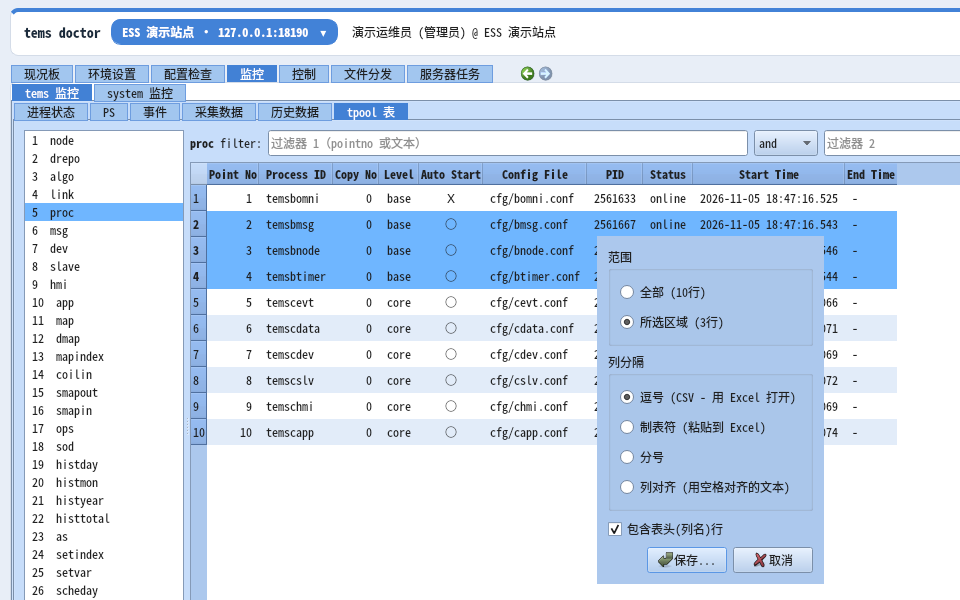 tems doctor ESS 演示站点 · 127.0.0.1:18190 ▼ 演示运维员 (管理员) @ ESS 演示站点
现况板 环境设置 配置检查 监控 控制 文件分发 服务器任务
tems 监控 system 监控
进程状态 PS 事件 采集数据 历史数据 tpool 表
1 node
2 drepo
3 algo
4 link
5 proc
6 msg
7 dev
8 slave
9 hmi
10 app
11 map
12 dmap
13 mapindex
14 coilin
15 smapout
16 smapin
17 ops
18 sod
19 histday
20 histmon
21 histyear
22 histtotal
23 as
24 setindex
25 setvar
26 scheday
proc filter: 过滤器 1 (pointno 或文本) and 过滤器 2
Point No Process ID Copy No Level Auto Start Config File PID Status Start Time End Time
1 1 temsbomni 0 base X cfg/bomni.conf 2561633 online 2026-11-05 18:47:16.525 -
2 2 temsbmsg 0 base ○ cfg/bmsg.conf 2561667 online 2026-11-05 18:47:16.543 -
3 3 temsbnode 0 base ○ cfg/bnode.conf 546 -
4 4 temsbtimer 0 base ○ cfg/btimer.conf 544 -
5 5 temscevt 0 core ○ cfg/cevt.conf 066 -
6 6 temscdata 0 core ○ cfg/cdata.conf 071 -
7 7 temscdev 0 core ○ cfg/cdev.conf 069 -
8 8 temscslv 0 core ○ cfg/cslv.conf 072 -
9 9 temschmi 0 core ○ cfg/chmi.conf 069 -
10 10 temscapp 0 core ○ cfg/capp.conf 074 -
范围
全部 (10行)
所选区域 (3行)
列分隔
逗号 (CSV - 用 Excel 打开)
制表符 (粘贴到 Excel)
分号
列对齐 (用空格对齐的文本)
包含表头(列名)行
保存... 取消